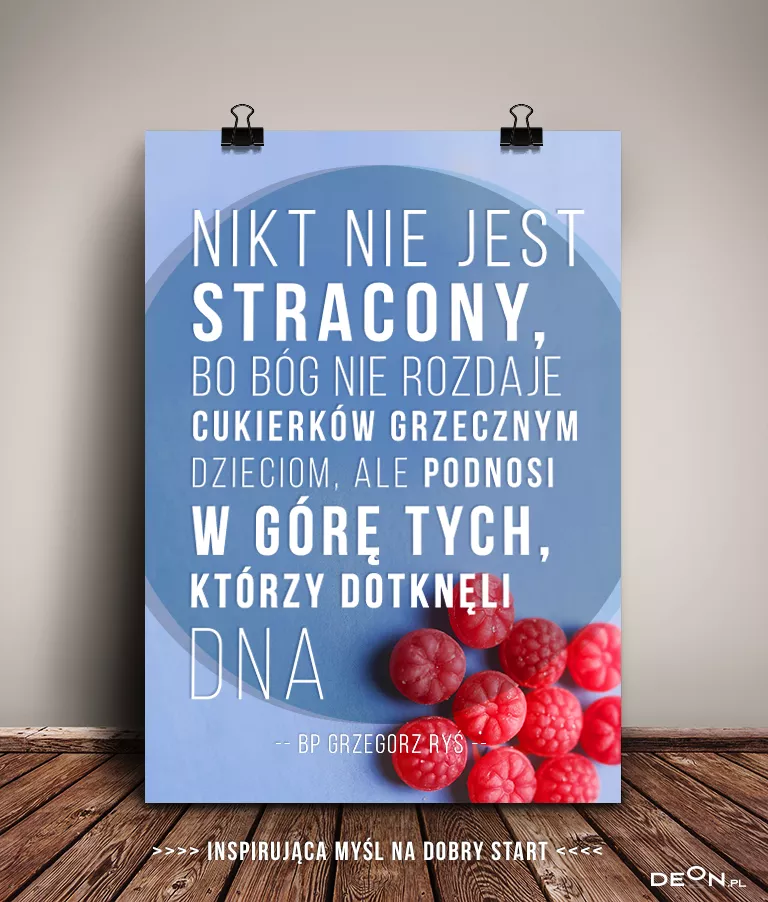 NIKT NIE JEST
STRACONY,
BO BÓG NIE ROZDAJE
CUKIERKÓW GRZECZNYM
DZIECIOM, ALE PODNOSI
W GÓRĘ TYCH,
KTÓRZY DOTKNĘLI
DNA
-- BP GRZEGORZ RYŚ --
>>>> INSPIRUJĄCA MYŚL NA DOBRY START <<<<
DEON.PL